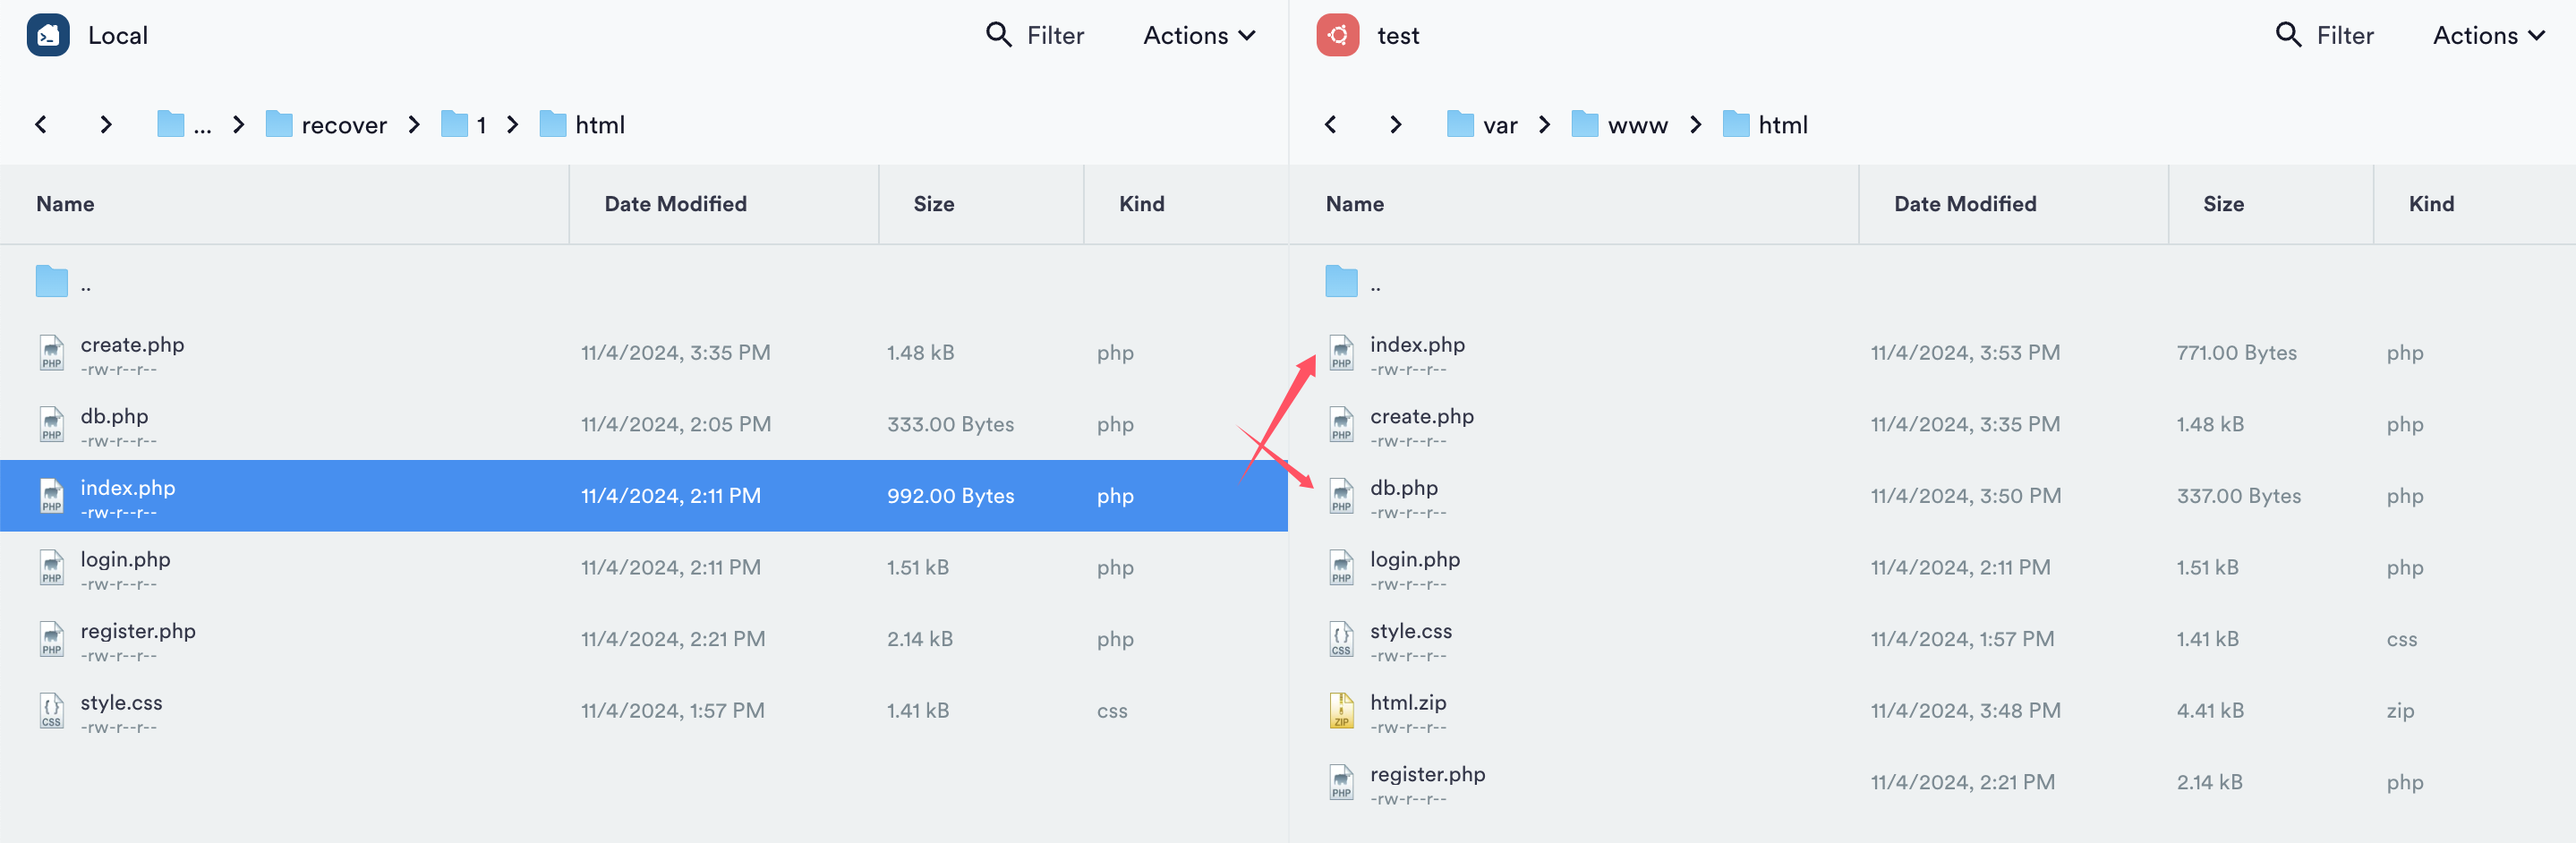 Local
Filter
Actions
... recover 1 html
Name Date Modified Size Kind
..
create.php 11/4/2024, 3:35 PM 1.48 kB php
-rw-r--r--
db.php 11/4/2024, 2:05 PM 333.00 Bytes php
-rw-r--r--
index.php 11/4/2024, 2:11 PM 992.00 Bytes php
-rw-r--r--
login.php 11/4/2024, 2:11 PM 1.51 kB php
-rw-r--r--
register.php 11/4/2024, 2:21 PM 2.14 kB php
-rw-r--r--
style.css 11/4/2024, 1:57 PM 1.41 kB css
-rw-r--r--
test
Filter
Actions
var www html
Name Date Modified Size Kind
..
index.php 11/4/2024, 3:53 PM 771.00 Bytes php
-rw-r--r--
create.php 11/4/2024, 3:35 PM 1.48 kB php
-rw-r--r--
db.php 11/4/2024, 3:50 PM 337.00 Bytes php
-rw-r--r--
login.php 11/4/2024, 2:11 PM 1.51 kB php
-rw-r--r--
style.css 11/4/2024, 1:57 PM 1.41 kB css
-rw-r--r--
html.zip 11/4/2024, 3:48 PM 4.41 kB zip
-rw-r--r--
register.php 11/4/2024, 2:21 PM 2.14 kB php
-rw-r--r--